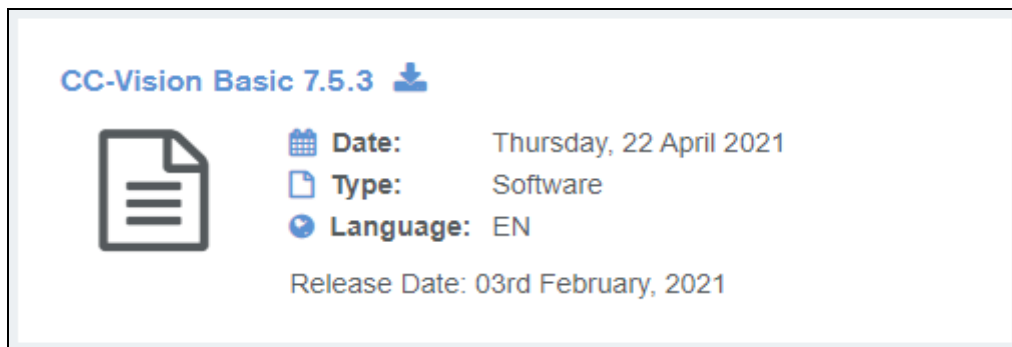 CC-Vision Basic 7.5.3
Date: Thursday, 22 April 2021
Type: Software
Language: EN
Release Date: 03rd February, 2021